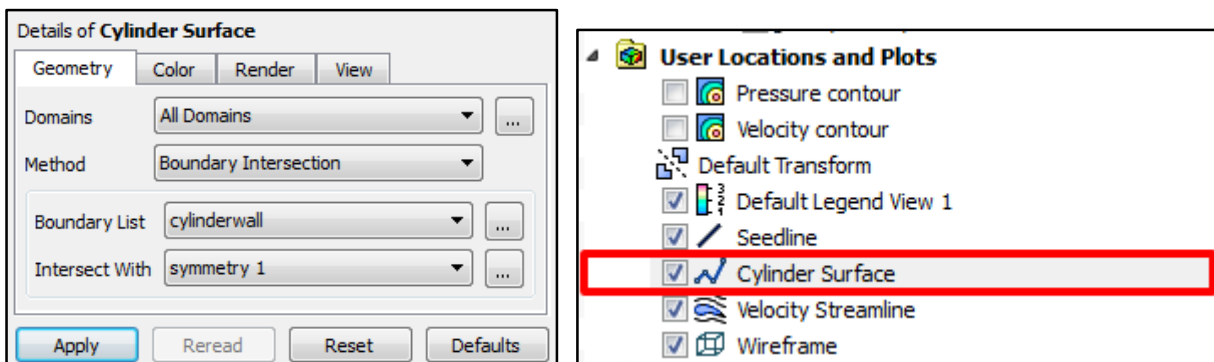 Details of Cylinder Surface
Geometry Color Render View
Domains All Domains ...
Method Boundary Intersection
Boundary List cylinderwall ...
Intersect With symmetry 1 ...
Apply Reread Reset Defaults
User Locations and Plots
Pressure contour
Velocity contour
Default Transform
Default Legend View 1
Seedline
Cylinder Surface
Velocity Streamline
Wireframe